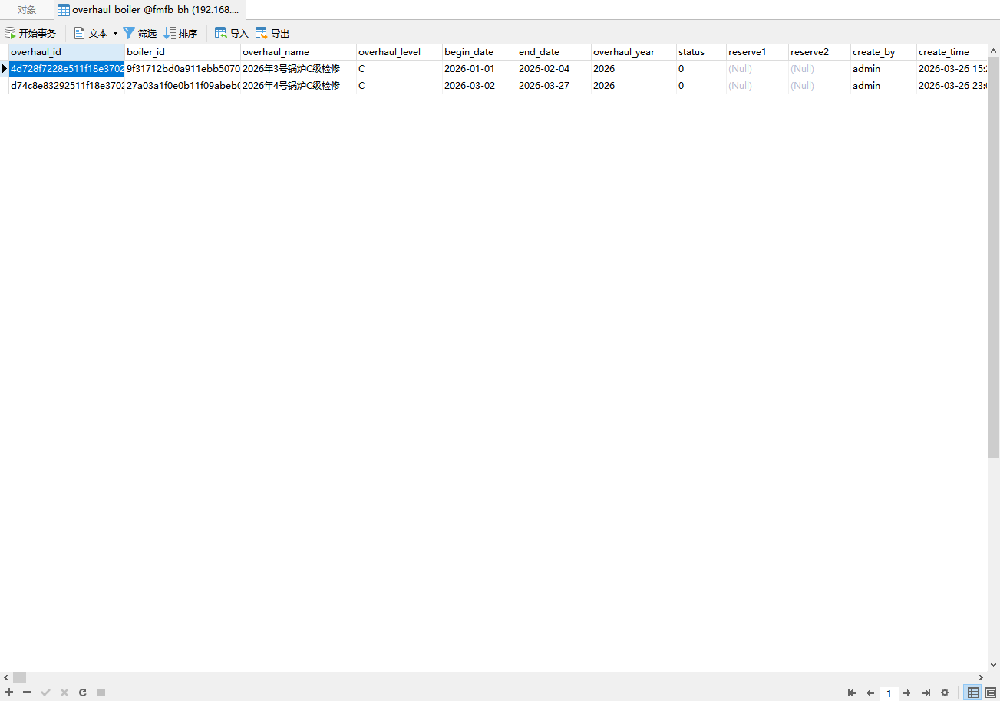 对象 overhaul_boiler @fmfb_bh (192.168....
开始事务 文本 筛选 排序 导入 导出
overhaul_id boiler_id overhaul_name overhaul_level begin_date end_date overhaul_year status reserve1 reserve2 create_by create_time
4d728f7228e511f18e3702 9f31712bd0a911ebb5070 2026年3号锅炉C级检修 C 2026-01-01 2026-02-04 2026 0 (Null) (Null) admin 2026-03-26 15:2
d74c8e83292511f18e3702 27a03a1f0e0b11f09abeb0 2026年4号锅炉C级检修 C 2026-03-02 2026-03-27 2026 0 (Null) (Null) admin 2026-03-26 23:0
1